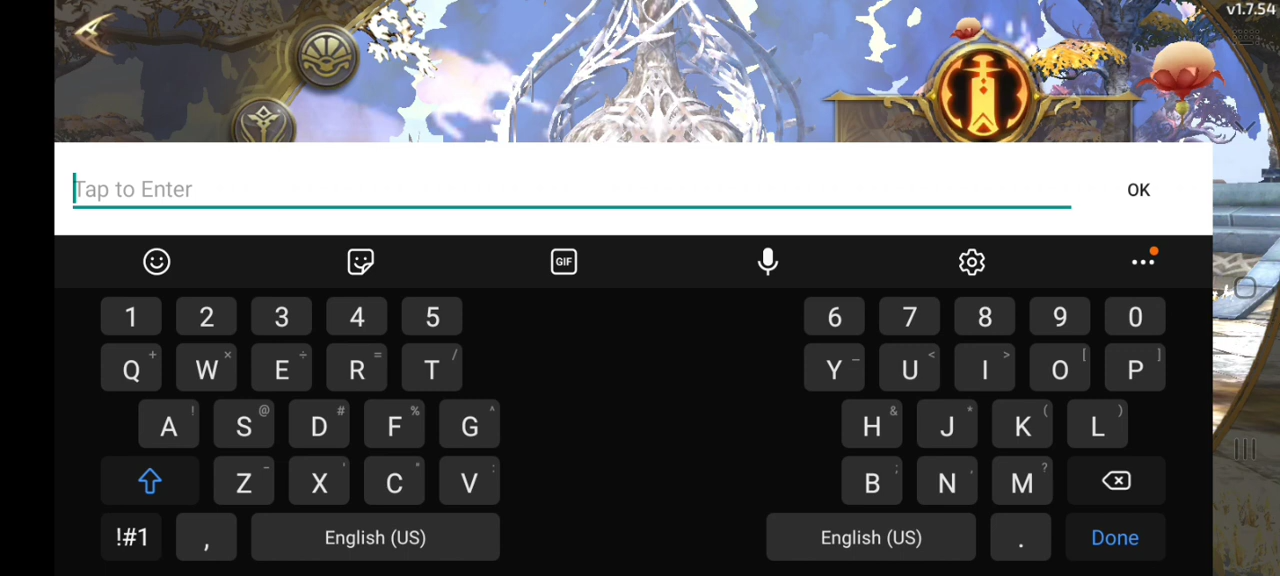 v1.7.54
Tap to Enter
OK
GIF
1 2 3 4 5 6 7 8 9 0
Q + W × E ÷ R = T / Y _ U < I > O [ P ]
A ! S @ D # F % G ^ H & J * K ( L )
Z - X ' C " V : B ; N , M ?
!#1 , English (US) English (US) . Done